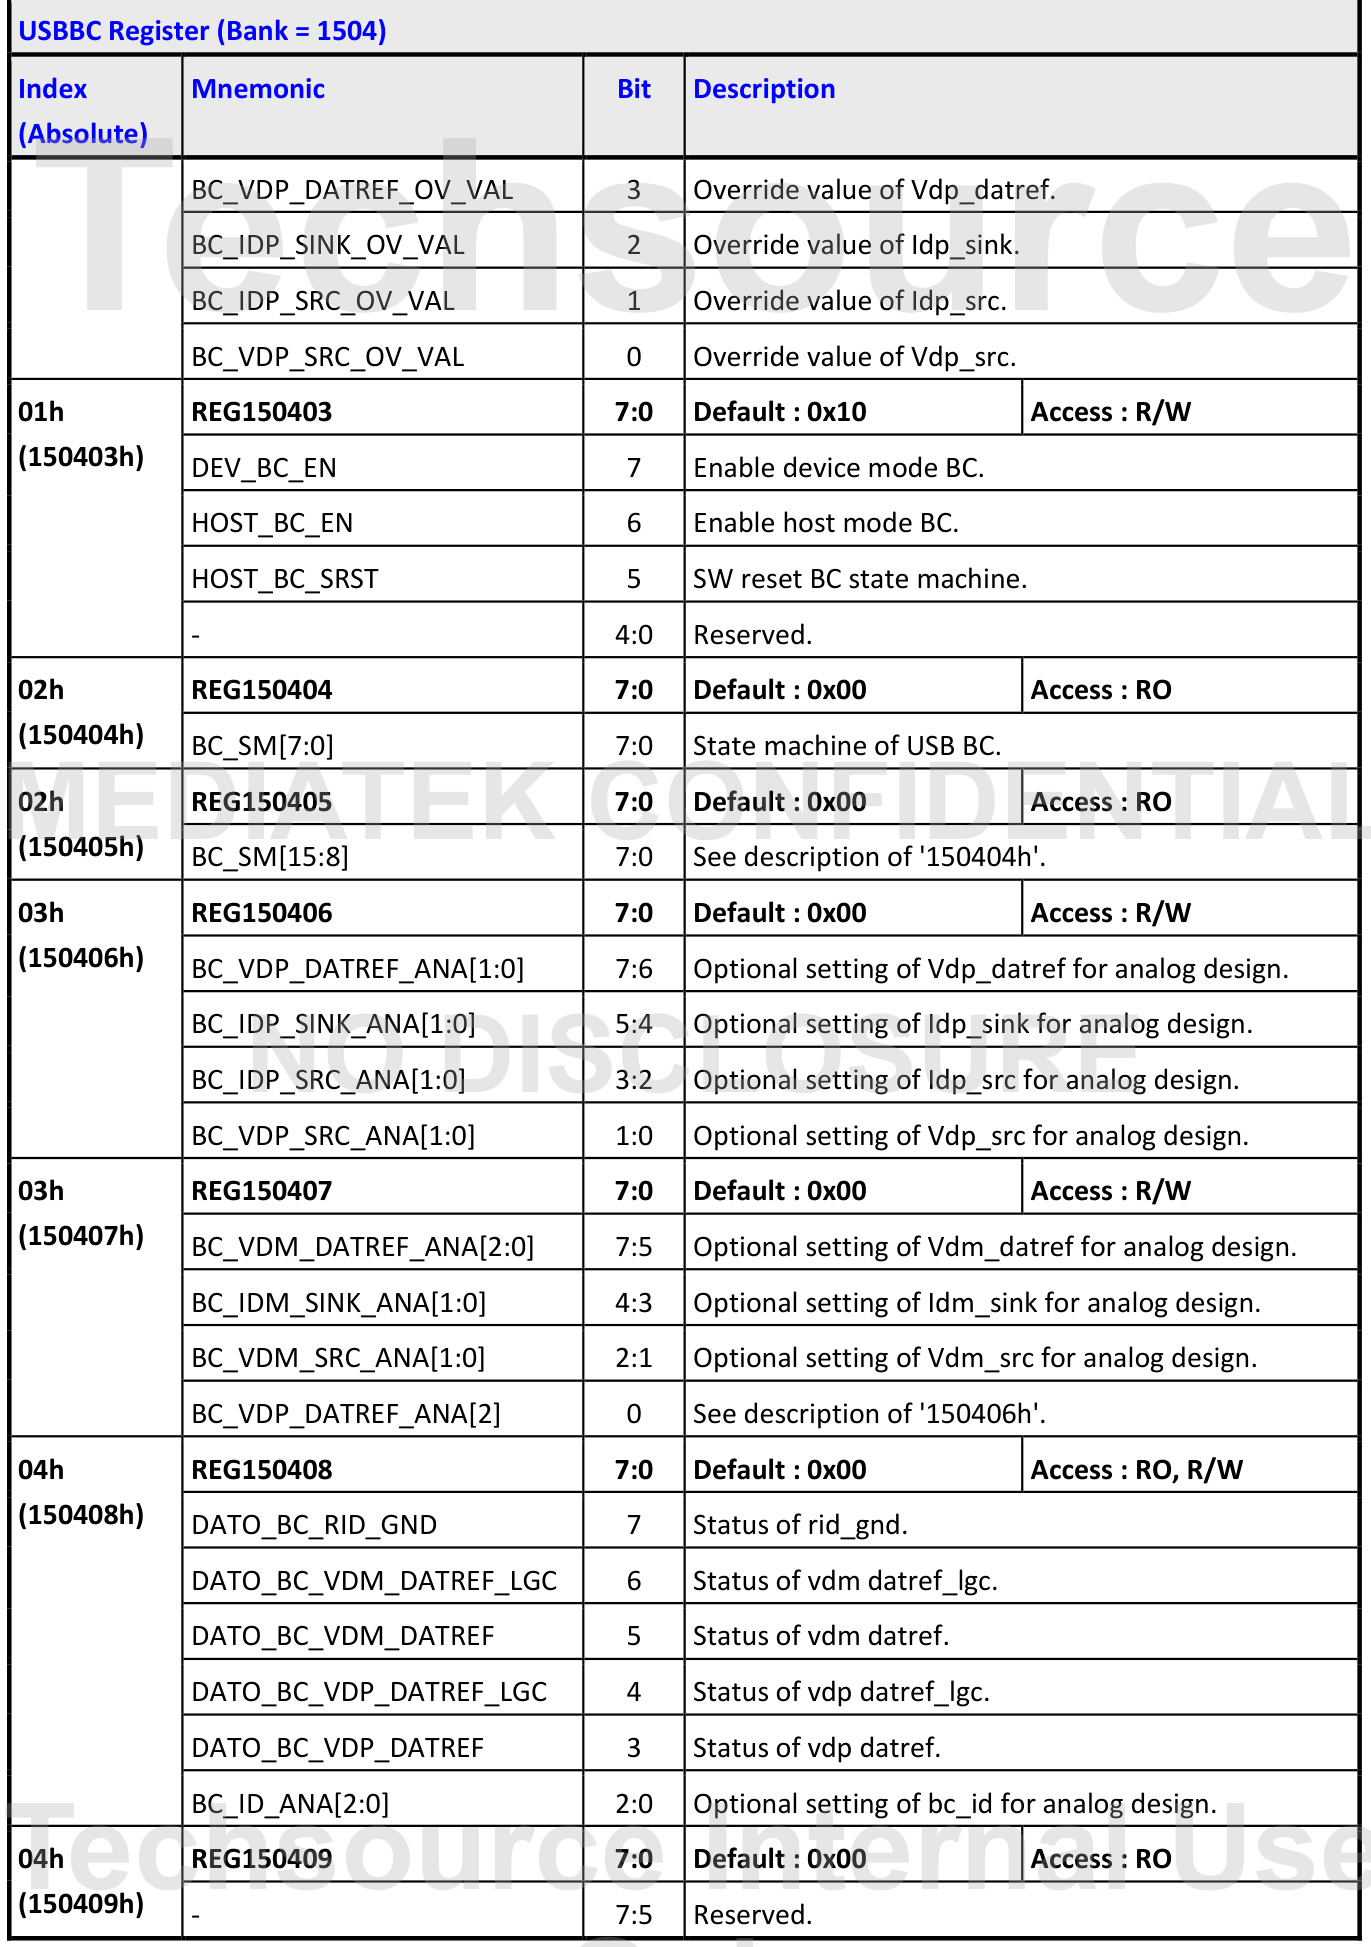 USBBC Register (Bank = 1504)
Index (Absolute) Mnemonic Bit Description
BC_VDP_DATREF_OV_VAL 3 Override value of Vdp_datref.
BC_IDP_SINK_OV_VAL 2 Override value of Idp_sink.
BC_IDP_SRC_OV_VAL 1 Override value of Idp_src.
BC_VDP_SRC_OV_VAL 0 Override value of Vdp_src.
01h (150403h) REG150403 7:0 Default : 0x10 Access : R/W
DEV_BC_EN 7 Enable device mode BC.
HOST_BC_EN 6 Enable host mode BC.
HOST_BC_SRST 5 SW reset BC state machine.
- 4:0 Reserved.
02h (150404h) REG150404 7:0 Default : 0x00 Access : RO
BC_SM[7:0] 7:0 State machine of USB BC.
02h (150405h) REG150405 7:0 Default : 0x00 Access : RO
BC_SM[15:8] 7:0 See description of '150404h'.
03h (150406h) REG150406 7:0 Default : 0x00 Access : R/W
BC_VDP_DATREF_ANA[1:0] 7:6 Optional setting of Vdp_datref for analog design.
BC_IDP_SINK_ANA[1:0] 5:4 Optional setting of Idp_sink for analog design.
BC_IDP_SRC_ANA[1:0] 3:2 Optional setting of Idp_src for analog design.
BC_VDP_SRC_ANA[1:0] 1:0 Optional setting of Vdp_src for analog design.
03h (150407h) REG150407 7:0 Default : 0x00 Access : R/W
BC_VDM_DATREF_ANA[2:0] 7:5 Optional setting of Vdm_datref for analog design.
BC_IDM_SINK_ANA[1:0] 4:3 Optional setting of Idm_sink for analog design.
BC_VDM_SRC_ANA[1:0] 2:1 Optional setting of Vdm_src for analog design.
BC_VDP_DATREF_ANA[2] 0 See description of '150406h'.
04h (150408h) REG150408 7:0 Default : 0x00 Access : RO, R/W
DATO_BC_RID_GND 7 Status of rid_gnd.
DATO_BC_VDM_DATREF_LGC 6 Status of vdm datref_lgc.
DATO_BC_VDM_DATREF 5 Status of vdm datref.
DATO_BC_VDP_DATREF_LGC 4 Status of vdp datref_lgc.
DATO_BC_VDP_DATREF 3 Status of vdp datref.
BC_ID_ANA[2:0] 2:0 Optional setting of bc_id for analog design.
04h (150409h) REG150409 7:0 Default : 0x00 Access : RO
- 7:5 Reserved.
Techsource
MEDIATEK CONFIDENTIAL
NO DISCLOSURE
Techsource Internal Use